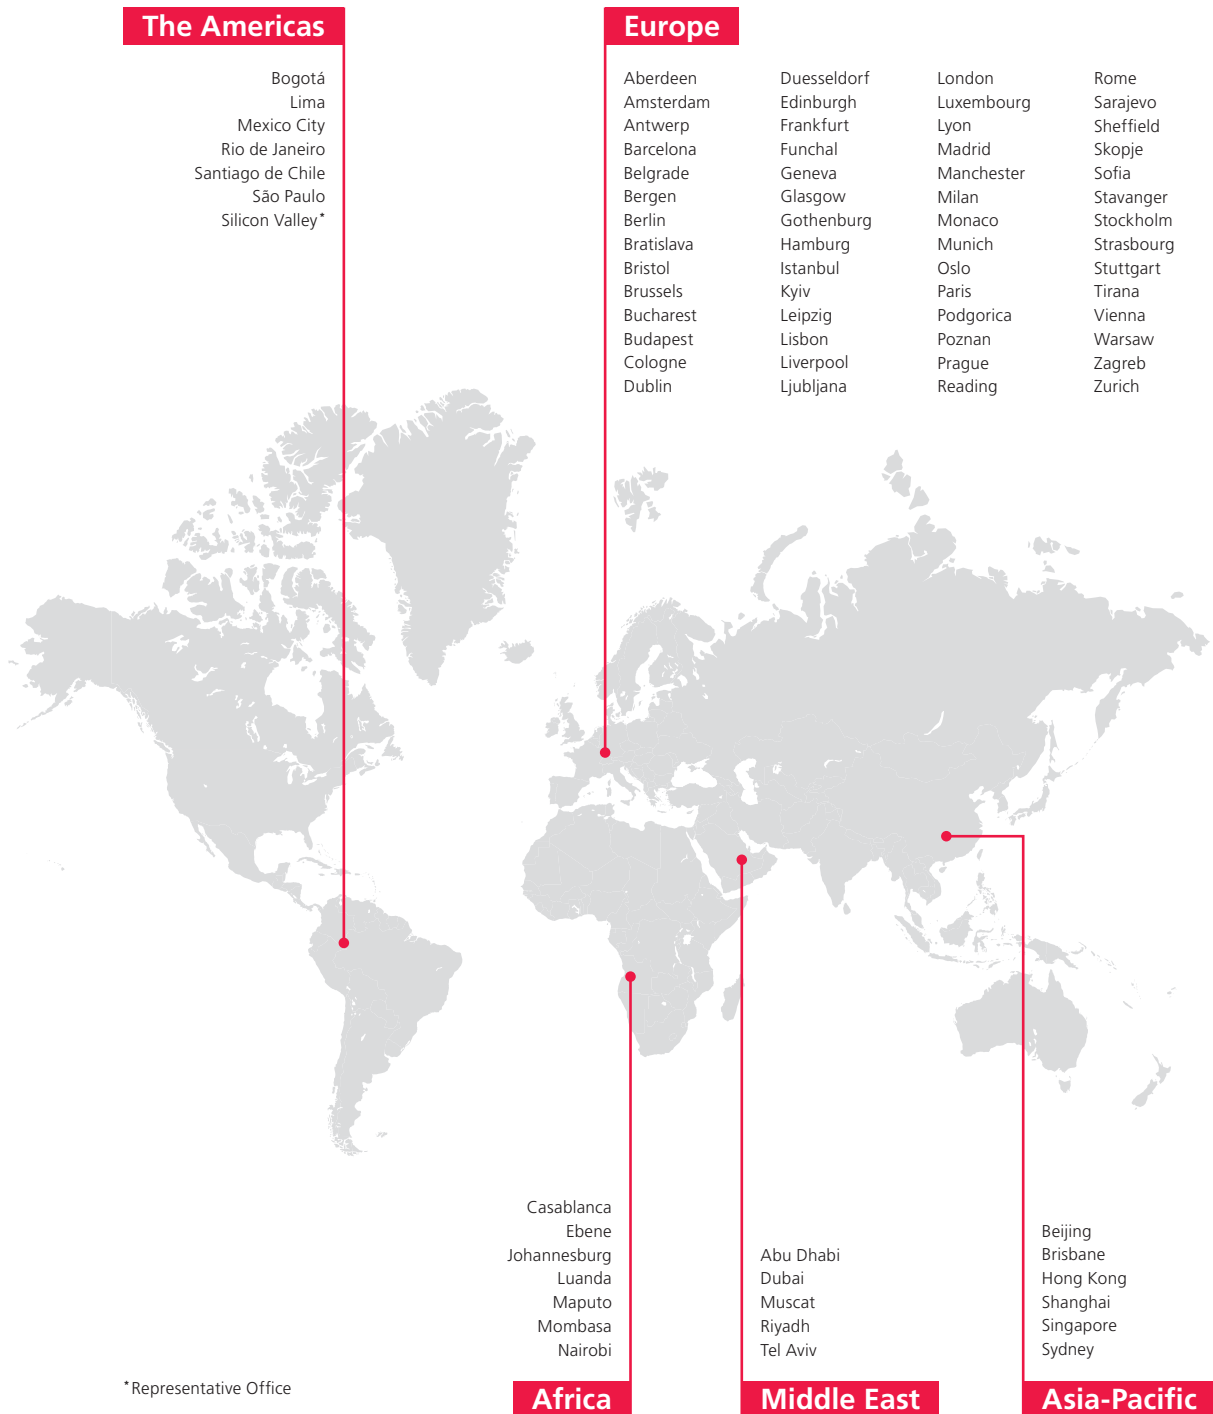 The Americas
Bogotá
Lima
Mexico City
Rio de Janeiro
Santiago de Chile
São Paulo
Silicon Valley*
Europe
Aberdeen
Amsterdam
Antwerp
Barcelona
Belgrade
Bergen
Berlin
Bratislava
Bristol
Brussels
Bucharest
Budapest
Cologne
Dublin
Duesseldorf
Edinburgh
Frankfurt
Funchal
Geneva
Glasgow
Gothenburg
Hamburg
Istanbul
Kyiv
Leipzig
Lisbon
Liverpool
Ljubljana
London
Luxembourg
Lyon
Madrid
Manchester
Milan
Monaco
Munich
Oslo
Paris
Podgorica
Poznan
Prague
Reading
Rome
Sarajevo
Sheffield
Skopje
Sofia
Stavanger
Stockholm
Strasbourg
Stuttgart
Tirana
Vienna
Warsaw
Zagreb
Zurich
Casablanca
Ebene
Johannesburg
Luanda
Maputo
Mombasa
Nairobi
Africa
Abu Dhabi
Dubai
Muscat
Riyadh
Tel Aviv
Middle East
Beijing
Brisbane
Hong Kong
Shanghai
Singapore
Sydney
Asia-Pacific
*Representative Office